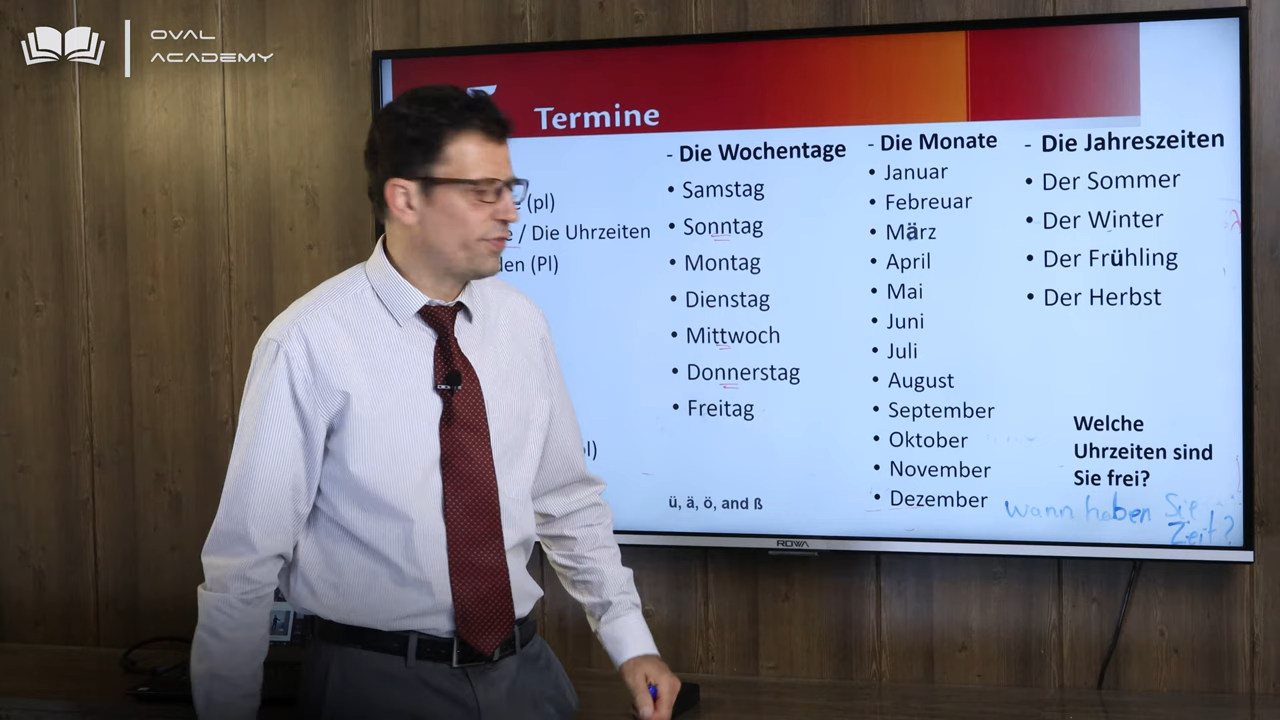 OVAL
ACADEMY
Termine
(pl)
/ Die Uhrzeiten
den (Pl)
- Die Wochentage
• Samstag
• Sonntag
• Montag
• Dienstag
• Mittwoch
• Donnerstag
• Freitag
ü, ä, ö, and ß
- Die Monate
• Januar
• Febreuar
• März
• April
• Mai
• Juni
• Juli
• August
• September
• Oktober
• November
• Dezember
- Die Jahreszeiten
• Der Sommer
• Der Winter
• Der Frühling
• Der Herbst
Welche
Uhrzeiten sind
Sie frei?
wann haben Sie
Zeit?
ROWA